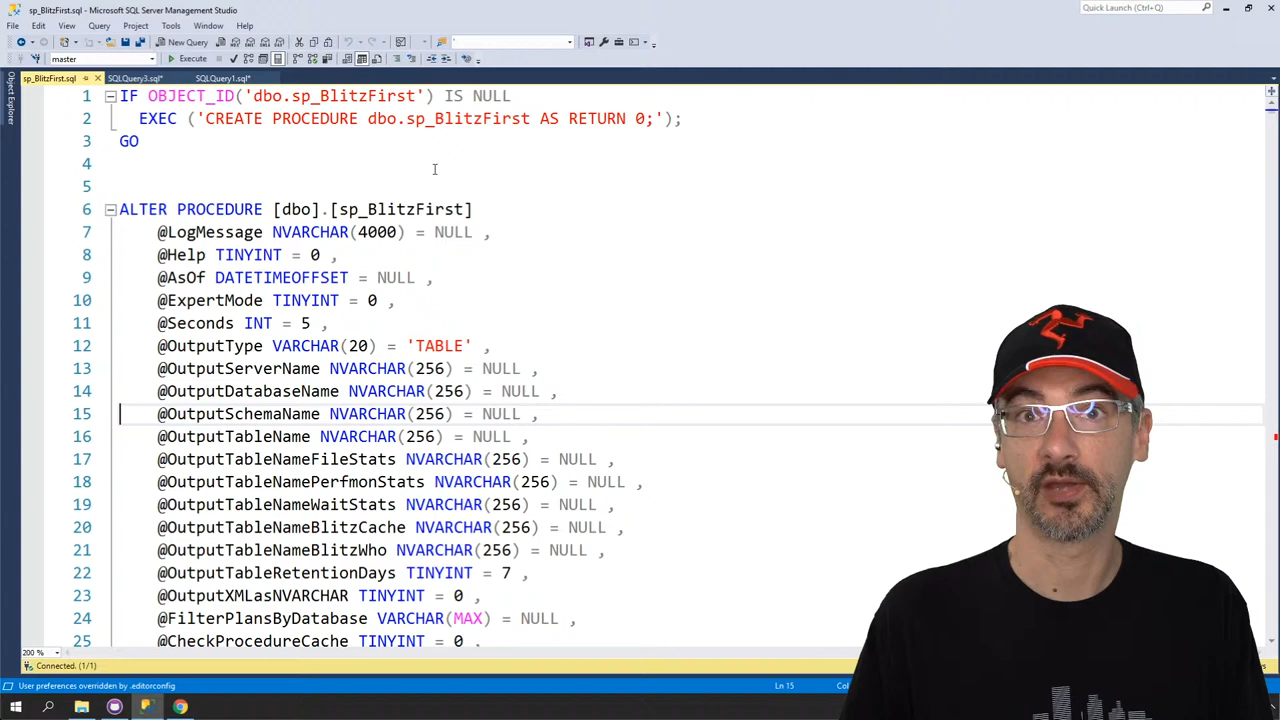 sp_BlitzFirst.sql - Microsoft SQL Server Management Studio
Quick Launch (Ctrl+Q)
File Edit View Query Project Tools Window Help
New Query
master Execute
Object Explorer
sp_BlitzFirst.sql SQLQuery3.sql* SQLQuery1.sql*
1 IF OBJECT_ID('dbo.sp_BlitzFirst') IS NULL
2 EXEC ('CREATE PROCEDURE dbo.sp_BlitzFirst AS RETURN 0;');
3 GO
4
5
6 ALTER PROCEDURE [dbo].[sp_BlitzFirst]
7 @LogMessage NVARCHAR(4000) = NULL ,
8 @Help TINYINT = 0 ,
9 @AsOf DATETIMEOFFSET = NULL ,
10 @ExpertMode TINYINT = 0 ,
11 @Seconds INT = 5 ,
12 @OutputType VARCHAR(20) = 'TABLE' ,
13 @OutputServerName NVARCHAR(256) = NULL ,
14 @OutputDatabaseName NVARCHAR(256) = NULL ,
15 @OutputSchemaName NVARCHAR(256) = NULL ,
16 @OutputTableName NVARCHAR(256) = NULL ,
17 @OutputTableNameFileStats NVARCHAR(256) = NULL ,
18 @OutputTableNamePerfmonStats NVARCHAR(256) = NULL ,
19 @OutputTableNameWaitStats NVARCHAR(256) = NULL ,
20 @OutputTableNameBlitzCache NVARCHAR(256) = NULL ,
21 @OutputTableNameBlitzWho NVARCHAR(256) = NULL ,
22 @OutputTableRetentionDays TINYINT = 7 ,
23 @OutputXMLasNVARCHAR TINYINT = 0 ,
24 @FilterPlansByDatabase VARCHAR(MAX) = NULL ,
25 @CheckProcedureCache TINYINT = 0 ,
200 %
Connected. (1/1)
User preferences overridden by .editorconfig Ln 15